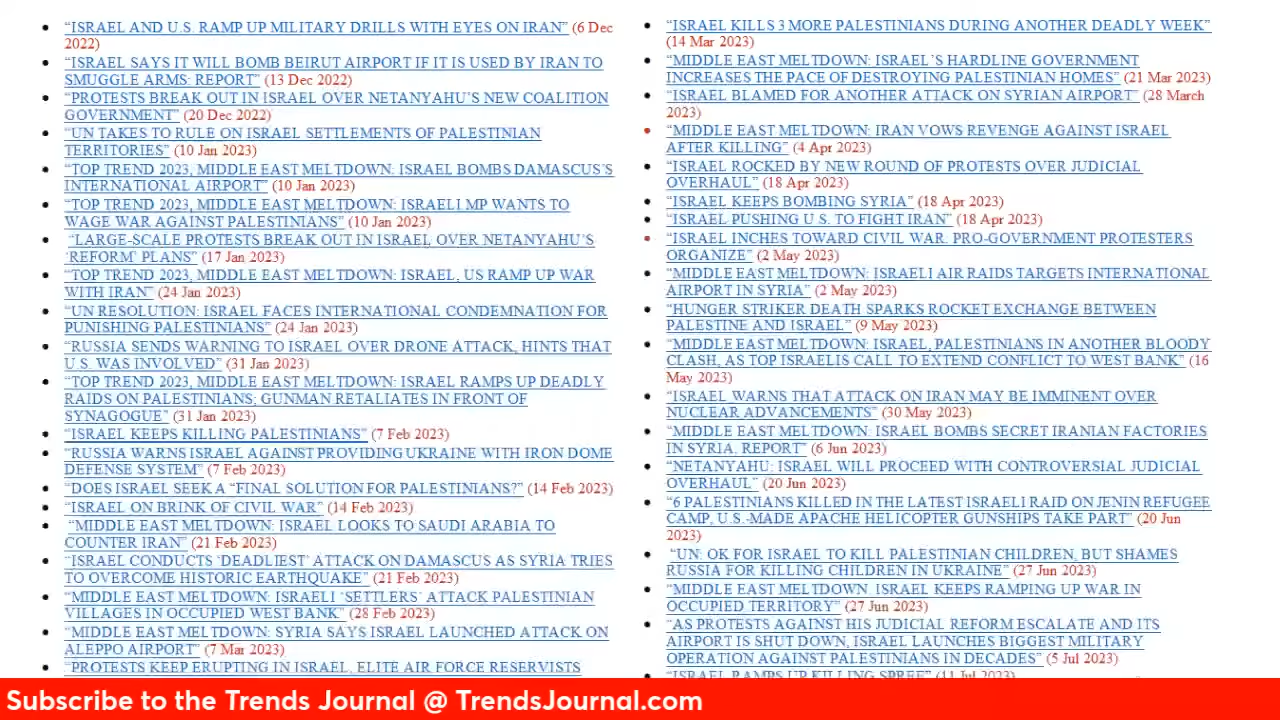 “ISRAEL AND U.S. RAMP UP MILITARY DRILLS WITH EYES ON IRAN” (6 Dec
2022)
“ISRAEL SAYS IT WILL BOMB BEIRUT AIRPORT IF IT IS USED BY IRAN TO
SMUGGLE ARMS: REPORT” (13 Dec 2022)
“PROTESTS BREAK OUT IN ISRAEL OVER NETANYAHU’S NEW COALITION
GOVERNMENT” (20 Dec 2022)
“UN TAKES TO RULE ON ISRAEL SETTLEMENTS OF PALESTINIAN
TERRITORIES” (10 Jan 2023)
“TOP TREND 2023, MIDDLE EAST MELTDOWN: ISRAEL BOMBS DAMASCUS’S
INTERNATIONAL AIRPORT” (10 Jan 2023)
“TOP TREND 2023, MIDDLE EAST MELTDOWN: ISRAELI MP WANTS TO
WAGE WAR AGAINST PALESTINIANS” (10 Jan 2023)
“LARGE-SCALE PROTESTS BREAK OUT IN ISRAEL OVER NETANYAHU’S
‘REFORM’ PLANS” (17 Jan 2023)
“TOP TREND 2023, MIDDLE EAST MELTDOWN: ISRAEL, US RAMP UP WAR
WITH IRAN” (24 Jan 2023)
“UN RESOLUTION: ISRAEL FACES INTERNATIONAL CONDEMNATION FOR
PUNISHING PALESTINIANS” (24 Jan 2023)
“RUSSIA SENDS WARNING TO ISRAEL OVER DRONE ATTACK, HINTS THAT
U.S. WAS INVOLVED” (31 Jan 2023)
“TOP TREND 2023, MIDDLE EAST MELTDOWN: ISRAEL RAMPS UP DEADLY
RAIDS ON PALESTINIANS; GUNMAN RETALIATES IN FRONT OF
SYNAGOGUE” (31 Jan 2023)
“ISRAEL KEEPS KILLING PALESTINIANS” (7 Feb 2023)
“RUSSIA WARNS ISRAEL AGAINST PROVIDING UKRAINE WITH IRON DOME
DEFENSE SYSTEM” (7 Feb 2023)
“DOES ISRAEL SEEK A “FINAL SOLUTION FOR PALESTINIANS?” (14 Feb 2023)
“ISRAEL ON BRINK OF CIVIL WAR” (14 Feb 2023)
“MIDDLE EAST MELTDOWN: ISRAEL LOOKS TO SAUDI ARABIA TO
COUNTER IRAN” (21 Feb 2023)
“ISRAEL CONDUCTS ‘DEADLIEST’ ATTACK ON DAMASCUS AS SYRIA TRIES
TO OVERCOME HISTORIC EARTHQUAKE” (21 Feb 2023)
“MIDDLE EAST MELTDOWN: ISRAELI ‘SETTLERS’ ATTACK PALESTINIAN
VILLAGES IN OCCUPIED WEST BANK” (28 Feb 2023)
“MIDDLE EAST MELTDOWN: SYRIA SAYS ISRAEL LAUNCHED ATTACK ON
ALEPPO AIRPORT” (7 Mar 2023)
“PROTESTS KEEP ERUPTING IN ISRAEL, ELITE AIR FORCE RESERVISTS
“ISRAEL KILLS 3 MORE PALESTINIANS DURING ANOTHER DEADLY WEEK”
(14 Mar 2023)
“MIDDLE EAST MELTDOWN: ISRAEL’S HARDLINE GOVERNMENT
INCREASES THE PACE OF DESTROYING PALESTINIAN HOMES” (21 Mar 2023)
“ISRAEL BLAMED FOR ANOTHER ATTACK ON SYRIAN AIRPORT” (28 March
2023)
“MIDDLE EAST MELTDOWN: IRAN VOWS REVENGE AGAINST ISRAEL
AFTER KILLING” (4 Apr 2023)
“ISRAEL ROCKED BY NEW ROUND OF PROTESTS OVER JUDICIAL
OVERHAUL” (18 Apr 2023)
“ISRAEL KEEPS BOMBING SYRIA” (18 Apr 2023)
“ISRAEL PUSHING U.S. TO FIGHT IRAN” (18 Apr 2023)
“ISRAEL INCHES TOWARD CIVIL WAR. PRO-GOVERNMENT PROTESTERS
ORGANIZE” (2 May 2023)
“MIDDLE EAST MELTDOWN: ISRAELI AIR RAIDS TARGETS INTERNATIONAL
AIRPORT IN SYRIA” (2 May 2023)
“HUNGER STRIKER DEATH SPARKS ROCKET EXCHANGE BETWEEN
PALESTINE AND ISRAEL” (9 May 2023)
“MIDDLE EAST MELTDOWN: ISRAEL, PALESTINIANS IN ANOTHER BLOODY
CLASH, AS TOP ISRAELIS CALL TO EXTEND CONFLICT TO WEST BANK” (16
May 2023)
“ISRAEL WARNS THAT ATTACK ON IRAN MAY BE IMMINENT OVER
NUCLEAR ADVANCEMENTS” (30 May 2023)
“MIDDLE EAST MELTDOWN: ISRAEL BOMBS SECRET IRANIAN FACTORIES
IN SYRIA. REPORT” (6 Jun 2023)
“NETANYAHU: ISRAEL WILL PROCEED WITH CONTROVERSIAL JUDICIAL
OVERHAUL” (20 Jun 2023)
“6 PALESTINIANS KILLED IN THE LATEST ISRAELI RAID ON JENIN REFUGEE
CAMP, U.S.-MADE APACHE HELICOPTER GUNSHIPS TAKE PART” (20 Jun
2023)
“UN: OK FOR ISRAEL TO KILL PALESTINIAN CHILDREN, BUT SHAMES
RUSSIA FOR KILLING CHILDREN IN UKRAINE” (27 Jun 2023)
“MIDDLE EAST MELTDOWN. ISRAEL KEEPS RAMPING UP WAR IN
OCCUPIED TERRITORY” (27 Jun 2023)
“AS PROTESTS AGAINST HIS JUDICIAL REFORM ESCALATE AND ITS
AIRPORT IS SHUT DOWN, ISRAEL LAUNCHES BIGGEST MILITARY
OPERATION AGAINST PALESTINIANS IN DECADES” (5 Jul 2023)
“ISRAEL RAMPS UP KILLING SPREE” (11 Jul 2023)
Subscribe to the Trends Journal @ TrendsJournal.com